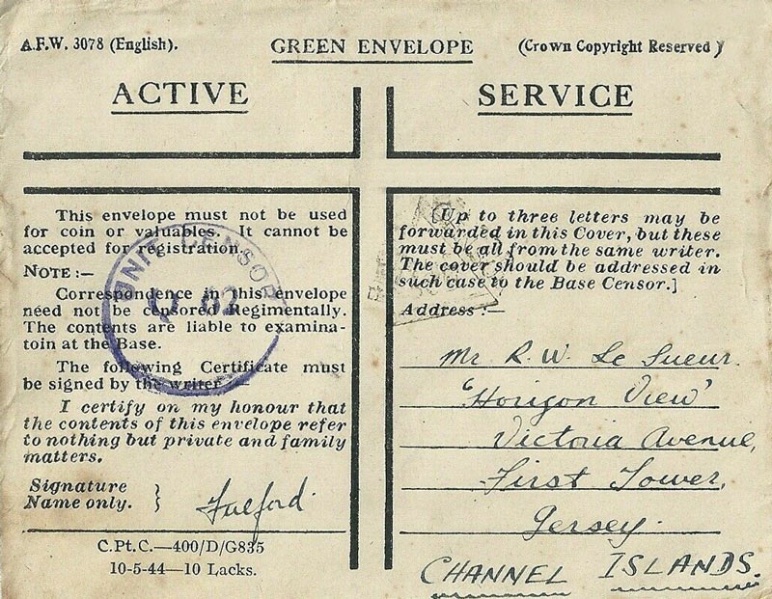 A.F.W. 3078 (English).
GREEN ENVELOPE
(Crown Copyright Reserved )
ACTIVE
SERVICE
This envelope must not be used
for coin or valuables. It cannot be
accepted for registration.
NOTE :—
Correspondence in this envelope
need not be censored Regimentally.
The contents are liable to examina-
toin at the Base.
The following Certificate must
be signed by the writer —
I certify on my honour that
the contents of this envelope refer
to nothing but private and family
matters.
Signature
Name only. }
Fulford.
C.Pt.C.—400/D/G835
10-5-44—10 Lacks.
UNIT CENSOR
62
[Up to three letters may be
forwarded in this Cover, but these
must be all from the same writer.
The cover should be addressed in
such case to the Base Censor.]
Address :—
Mr R. W. Le Sueur.
'Horizon View'
Victoria Avenue,
First Tower,
Jersey.
CHANNEL ISLANDS.